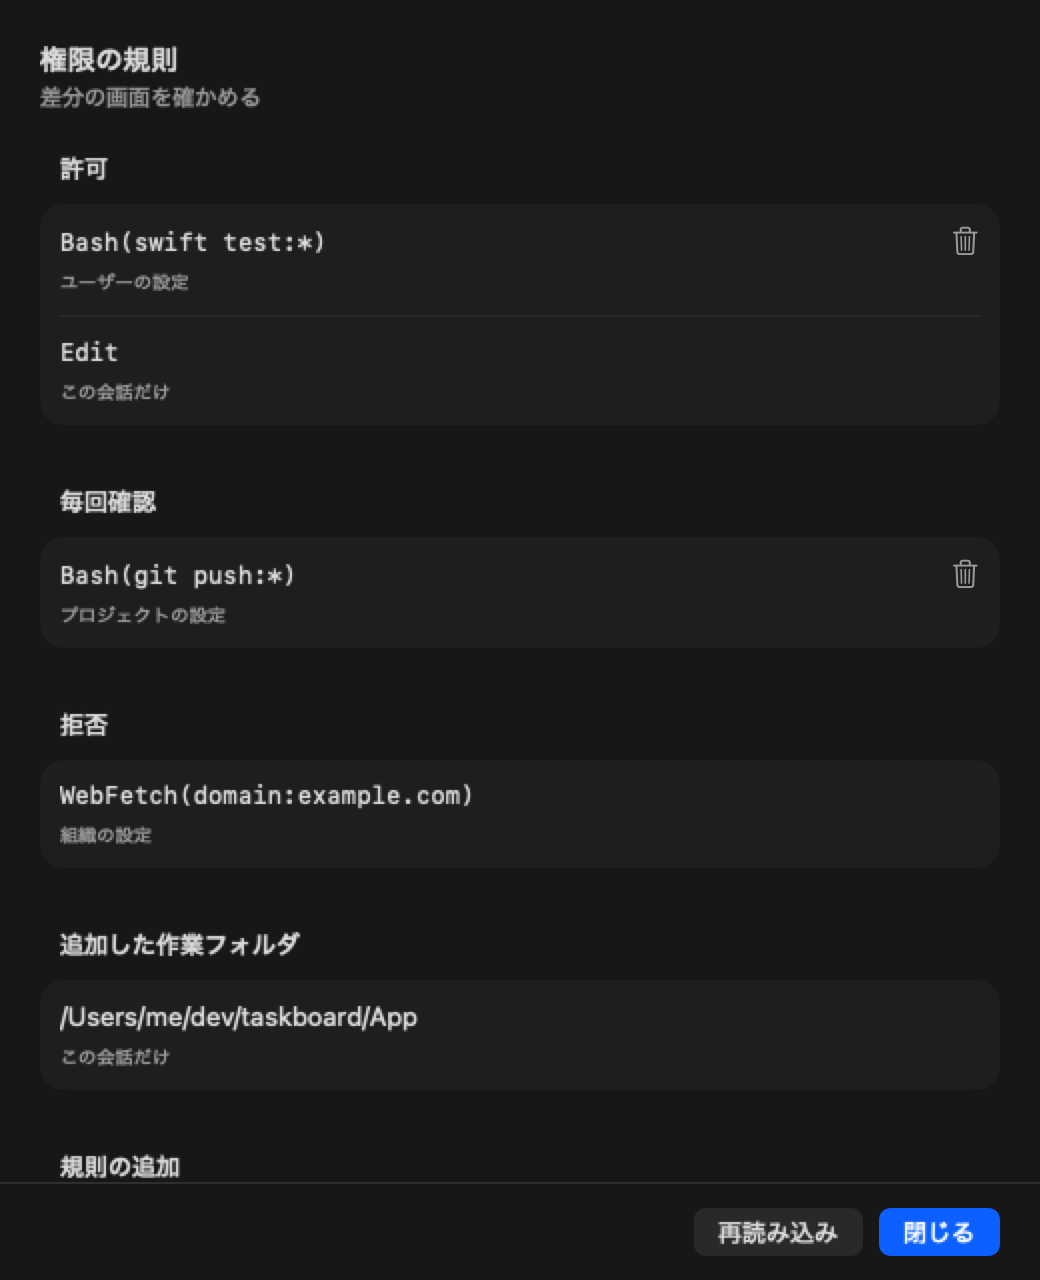 権限の規則
差分の画面を確かめる
許可
Bash(swift test:*)
ユーザーの設定
Edit
この会話だけ
毎回確認
Bash(git push:*)
プロジェクトの設定
拒否
WebFetch(domain:example.com)
組織の設定
追加した作業フォルダ
/Users/me/dev/taskboard/App
この会話だけ
規則の追加
再読み込み
閉じる